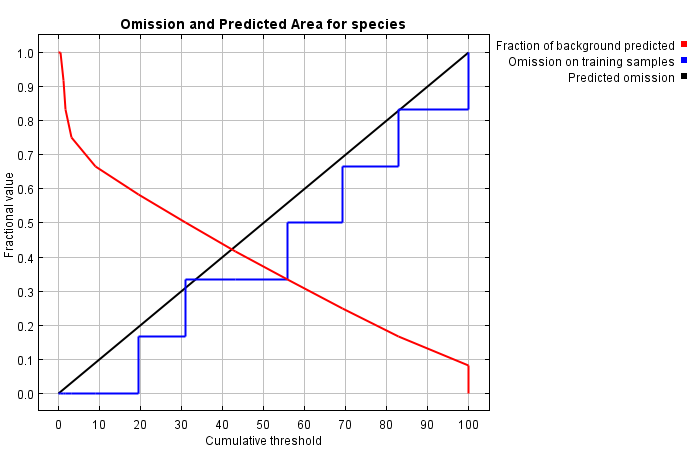 Omission and Predicted Area for species
Fraction of background predicted
Omission on training samples
Predicted omission
Fractional value
1.0
0.9
0.8
0.7
0.6
0.5
0.4
0.3
0.2
0.1
0.0
0 10 20 30 40 50 60 70 80 90 100
Cumulative threshold